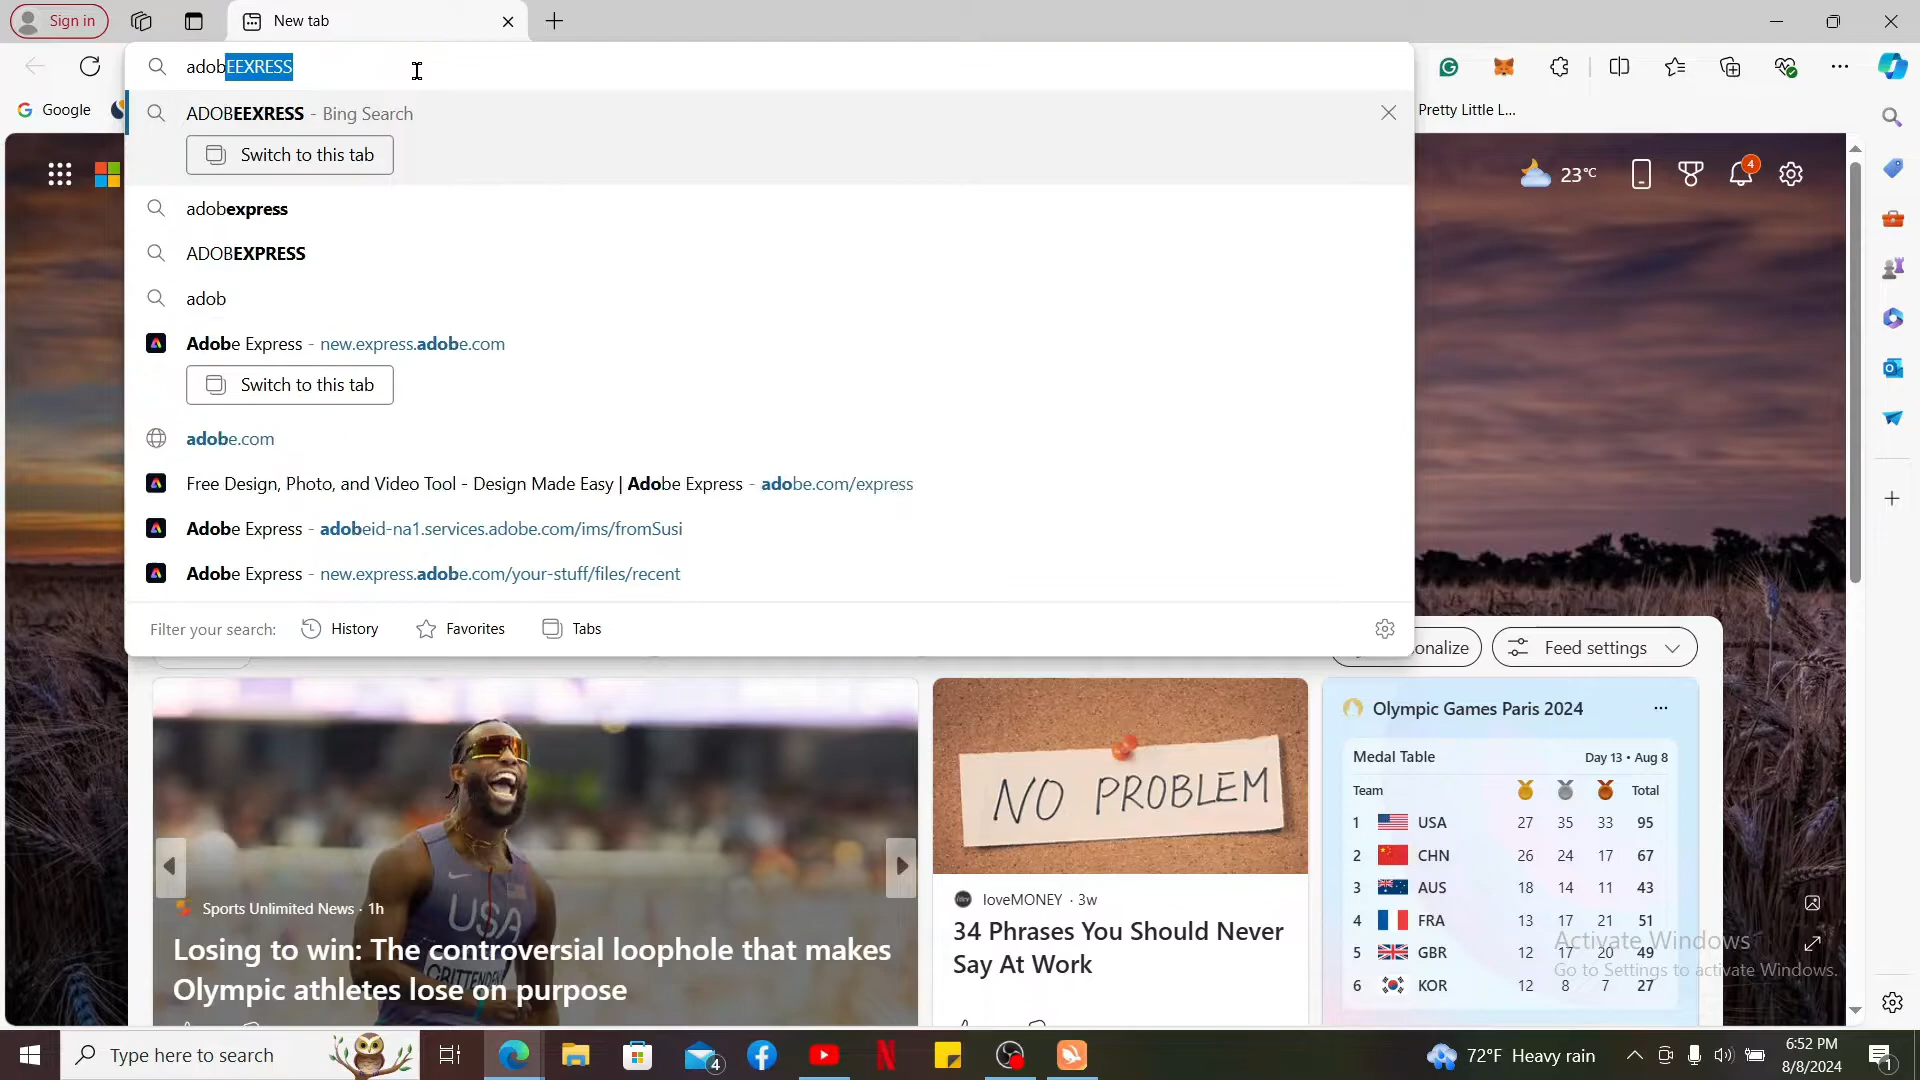 Sign in
New tab
adobEEXRESS
Google
Pretty Little L...
ADOBEEXRESS - Bing Search
Switch to this tab
23°C
4
adobexpress
ADOBEXPRESS
adob
Adobe Express - new.express.adobe.com
Switch to this tab
adobe.com
Free Design, Photo, and Video Tool - Design Made Easy | Adobe Express - adobe.com/express
Adobe Express - adobeid-na1.services.adobe.com/ims/fromSusi
Adobe Express - new.express.adobe.com/your-stuff/files/recent
Filter your search: History Favorites Tabs
onalize
Feed settings
USA
CRITTENDEN
Sports Unlimited News · 1h
Losing to win: The controversial loophole that makes
Olympic athletes lose on purpose
NO PROBLEM
loveMONEY · 3w
34 Phrases You Should Never
Say At Work
Olympic Games Paris 2024
Medal Table Day 13 • Aug 8
Team Total
1 USA 27 35 33 95
2 CHN 26 24 17 67
3 AUS 18 14 11 43
4 FRA 13 17 21 51
5 GBR 12 17 20 49
6 KOR 12 8 7 27
Activate Windows
Go to Settings to activate Windows.
Type here to search
4
72°F Heavy rain
6:52 PM
8/8/2024
1